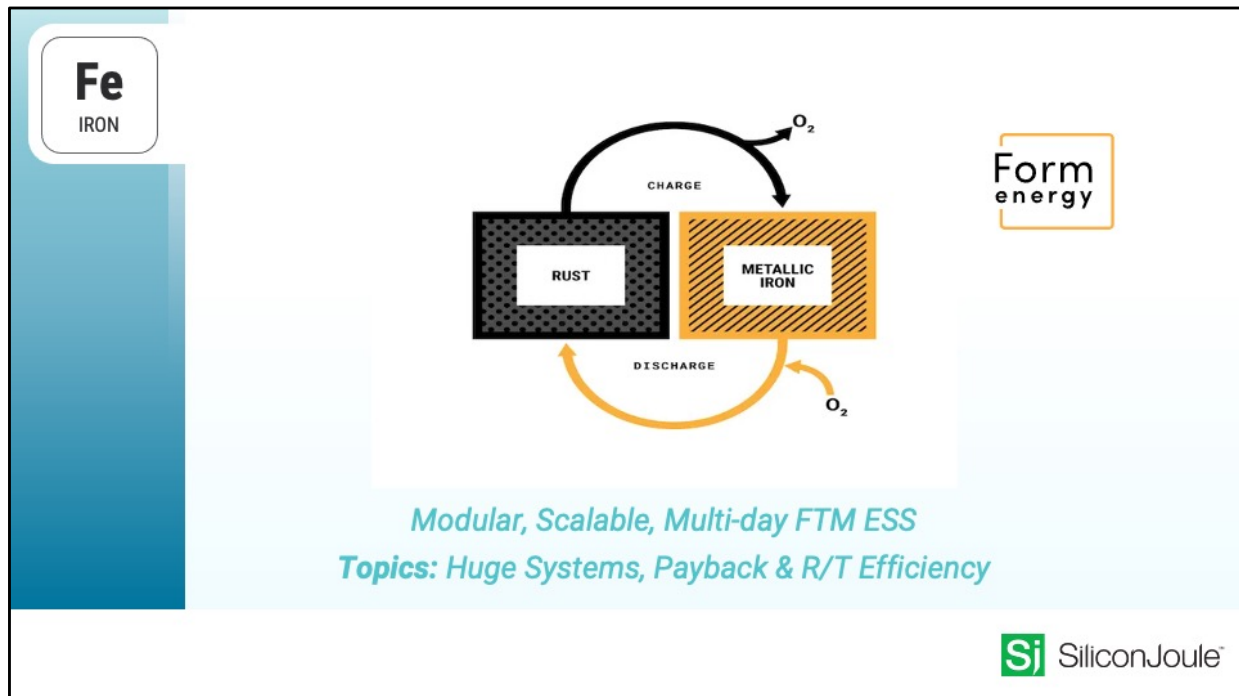 Fe
IRON
O₂
CHARGE
RUST
METALLIC
IRON
DISCHARGE
O₂
Form
energy
Modular, Scalable, Multi-day FTM ESS
Topics: Huge Systems, Payback & R/T Efficiency
Sj SiliconJoule™